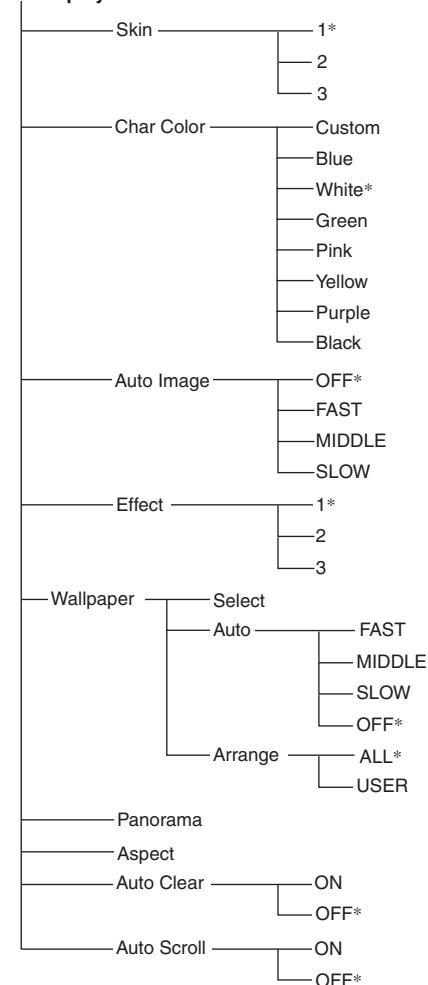 Skin 1*
2
3
Char Color Custom
Blue
White*
Green
Pink
Yellow
Purple
Black
Auto Image OFF*
FAST
MIDDLE
SLOW
Effect 1*
2
3
Wallpaper Select
Auto FAST
MIDDLE
SLOW
OFF*
Arrange ALL*
USER
Panorama
Aspect
Auto Clear ON
OFF*
Auto Scroll ON
OFF*